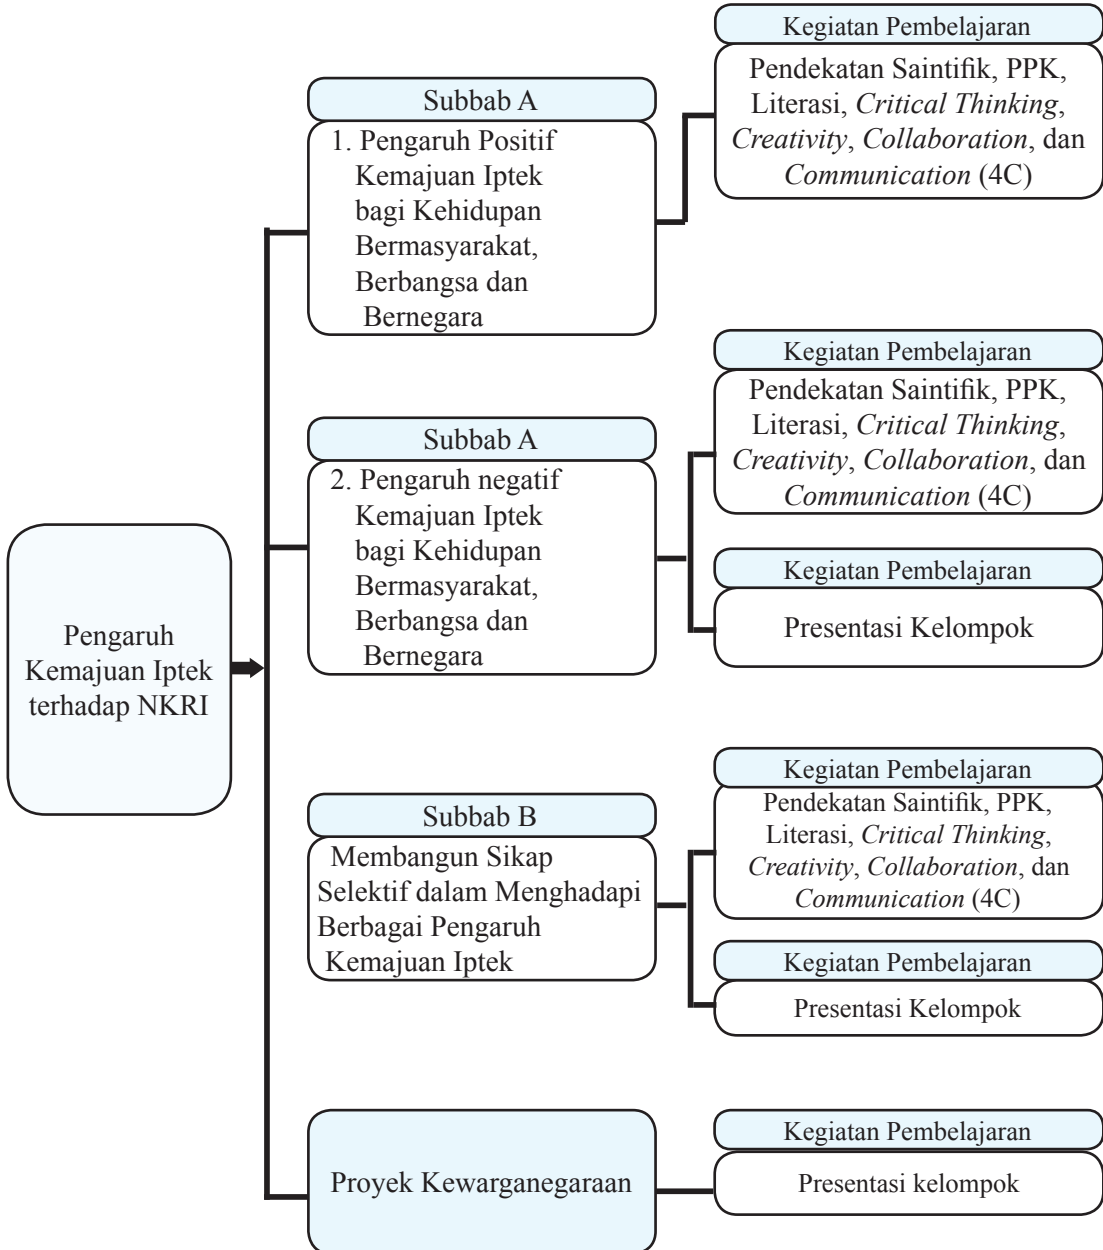 Pengaruh
Kemajuan Iptek
terhadap NKRI
Subbab A
1. Pengaruh Positif
Kemajuan Iptek
bagi Kehidupan
Bermasyarakat,
Berbangsa dan
Bernegara
Kegiatan Pembelajaran
Pendekatan Saintifik, PPK,
Literasi, Critical Thinking,
Creativity, Collaboration, dan
Communication (4C)
Subbab A
2. Pengaruh negatif
Kemajuan Iptek
bagi Kehidupan
Bermasyarakat,
Berbangsa dan
Bernegara
Kegiatan Pembelajaran
Pendekatan Saintifik, PPK,
Literasi, Critical Thinking,
Creativity, Collaboration, dan
Communication (4C)
Kegiatan Pembelajaran
Presentasi Kelompok
Subbab B
Membangun Sikap
Selektif dalam Menghadapi
Berbagai Pengaruh
Kemajuan Iptek
Kegiatan Pembelajaran
Pendekatan Saintifik, PPK,
Literasi, Critical Thinking,
Creativity, Collaboration, dan
Communication (4C)
Kegiatan Pembelajaran
Presentasi Kelompok
Proyek Kewarganegaraan
Kegiatan Pembelajaran
Presentasi kelompok